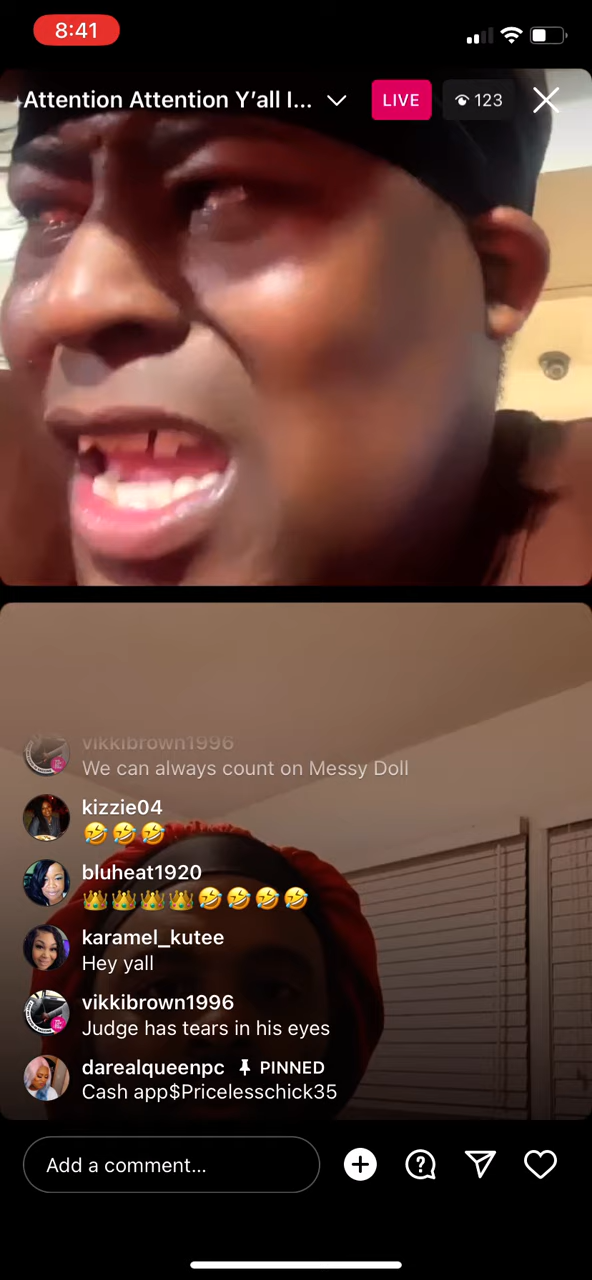 8:41
Attention Attention Y'all I...
LIVE
123
vikkibrown1996
We can always count on Messy Doll
kizzie04
🤣🤣🤣
bluheat1920
👑👑👑👑🤣🤣🤣🤣
karamel_kutee
Hey yall
vikkibrown1996
Judge has tears in his eyes
darealqueenpc PINNED
Cash app$Pricelesschick35
Add a comment...